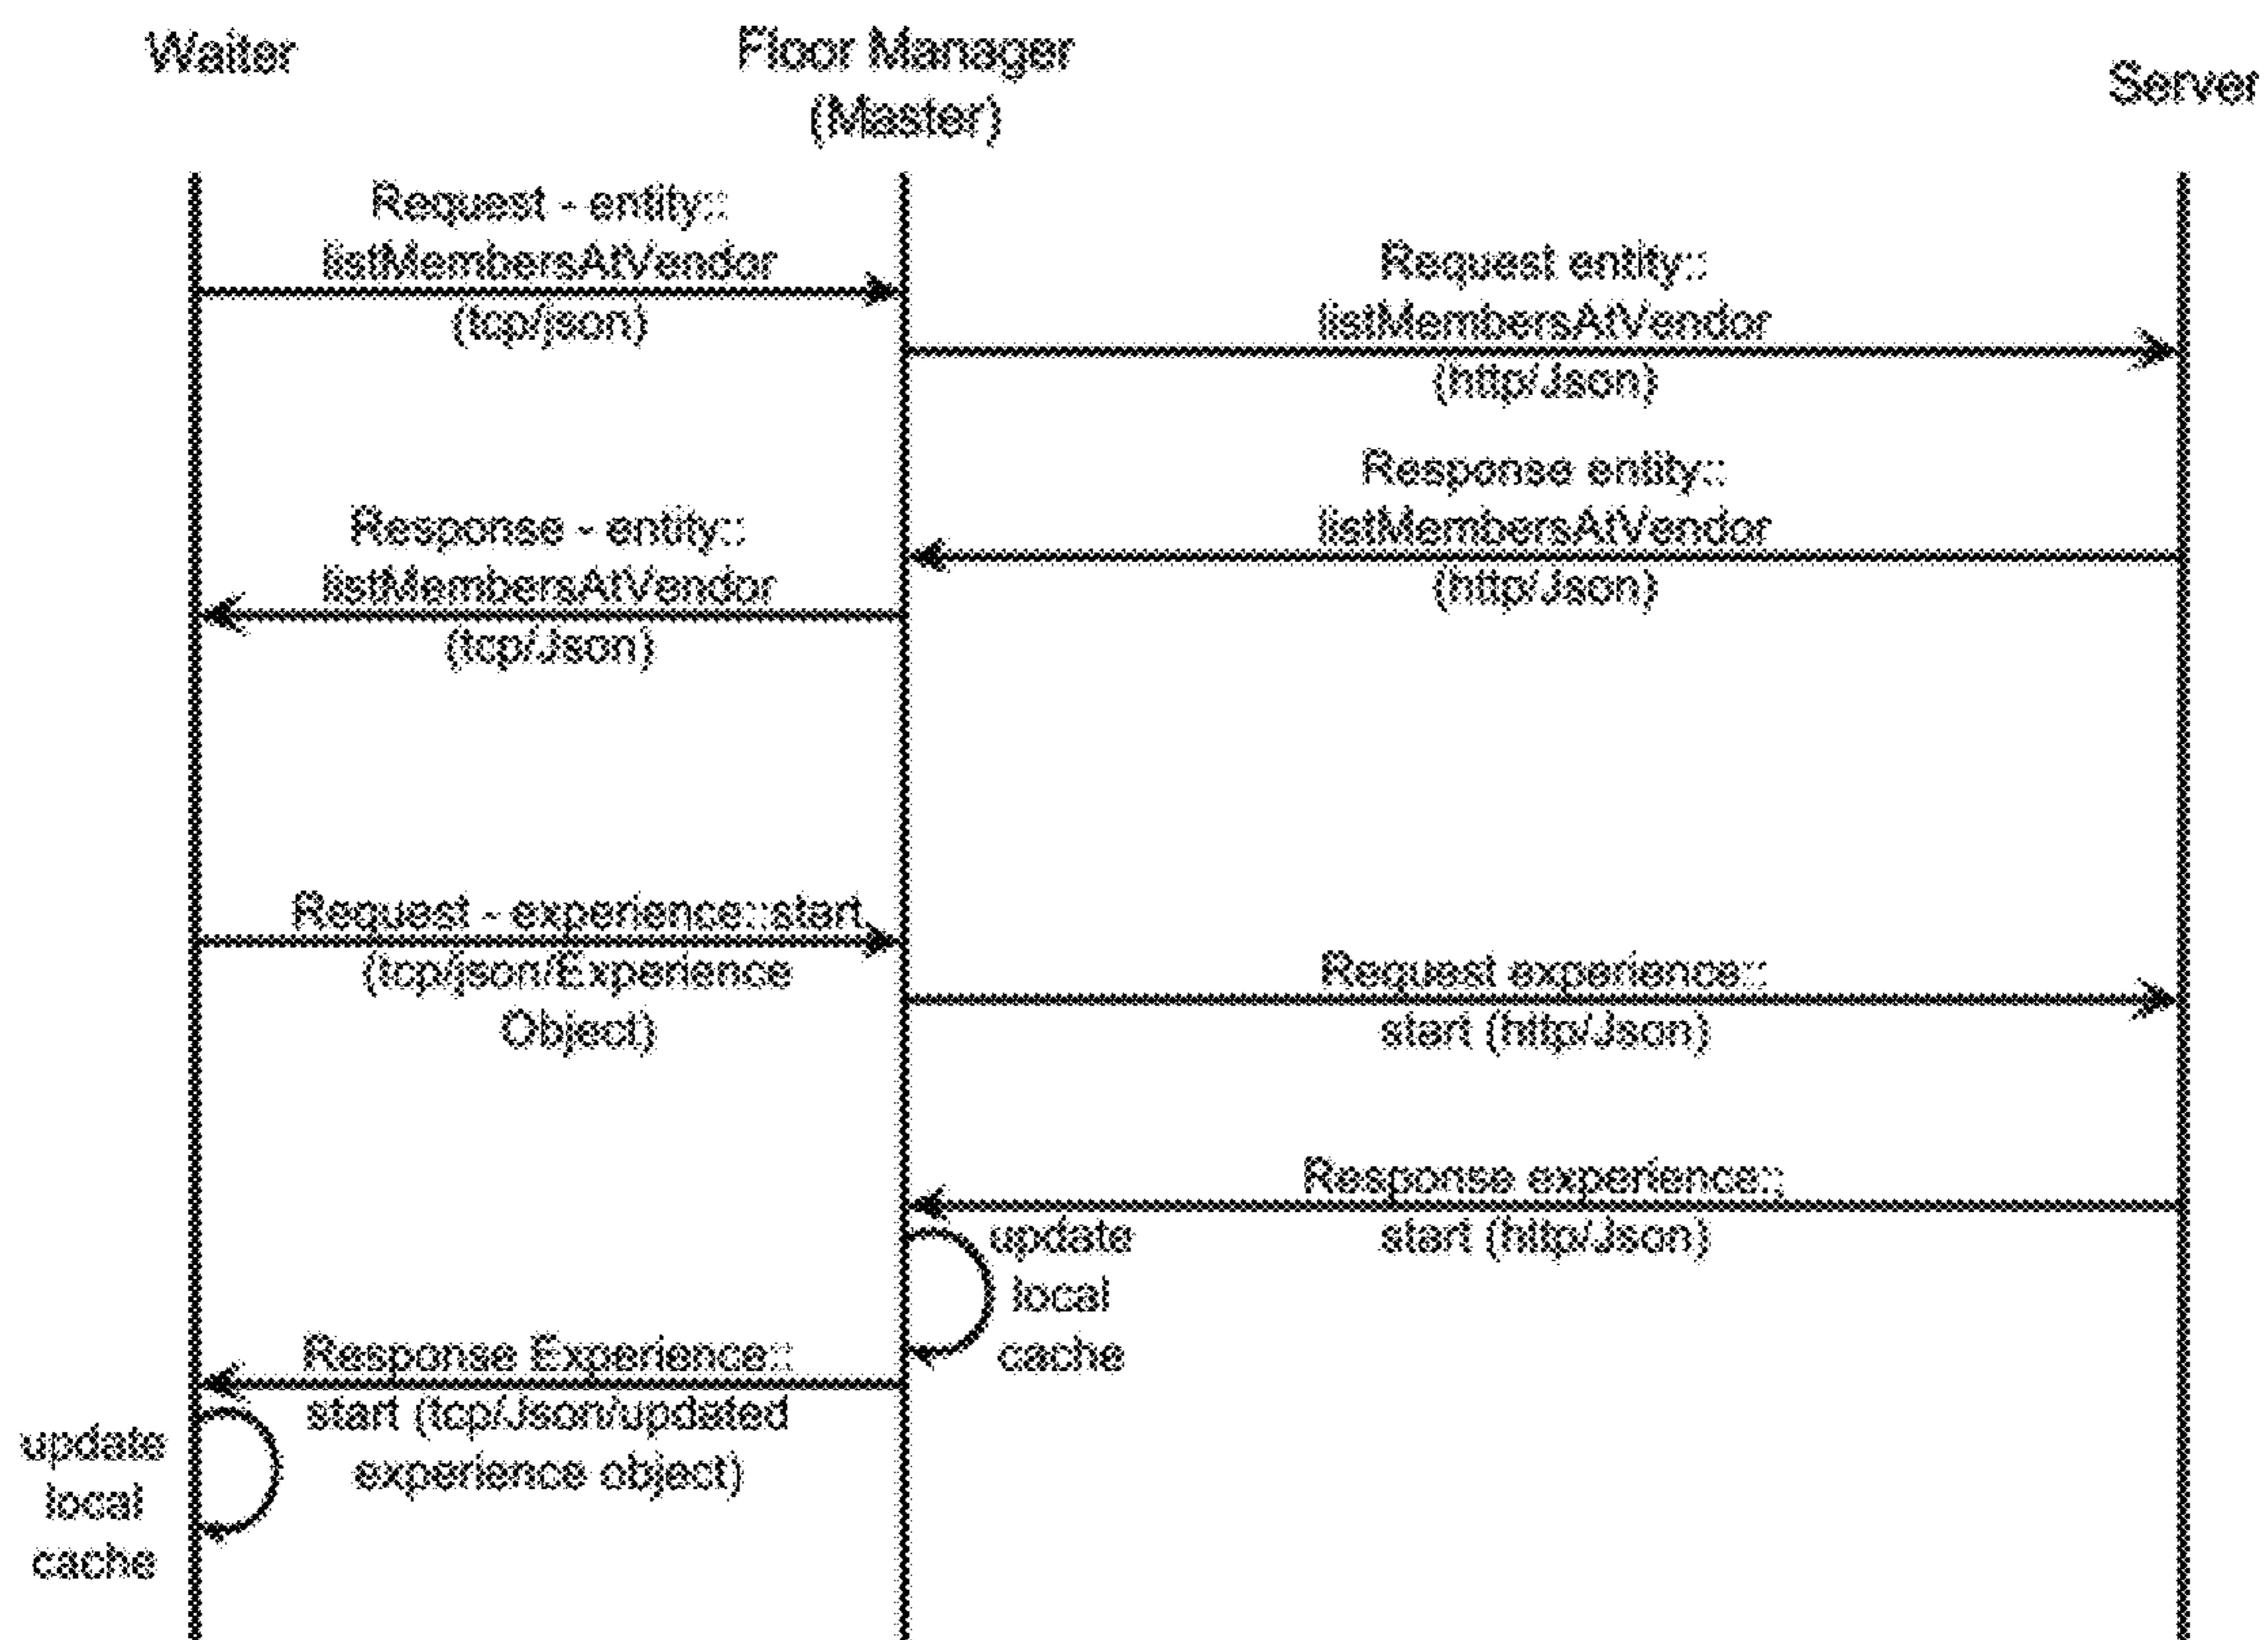 Waiter
Floor Manager
(Master)
Server
Request - entity::
listMembersAtVendor
(tcp/json)
Request entity::
listMembersAtVendor
(http/Json)
Response entity::
listMembersAtVendor
(http/Json)
Response - entity::
listMembersAtVendor
(tcp/Json)
Request - experience::start
(tcp/json/Experience
Object)
Request experience::
start (http/Json)
Response experience::
start (http/Json)
update
local
cache
Response Experience::
start (tcp/Json/updated
experience object)
update
local
cache